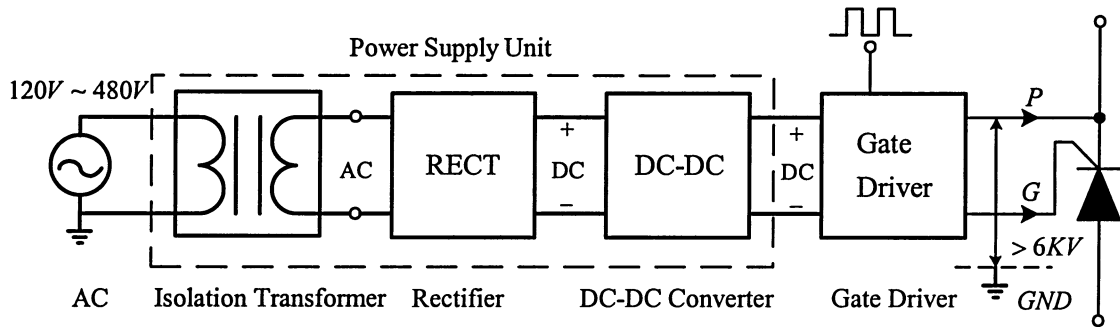 Power Supply Unit
120V ~ 480V
P
+
+
AC
RECT
DC
DC-DC
DC
Gate
Driver
−
−
G
> 6KV
AC
Isolation Transformer
Rectifier
DC-DC Converter
Gate Driver
GND